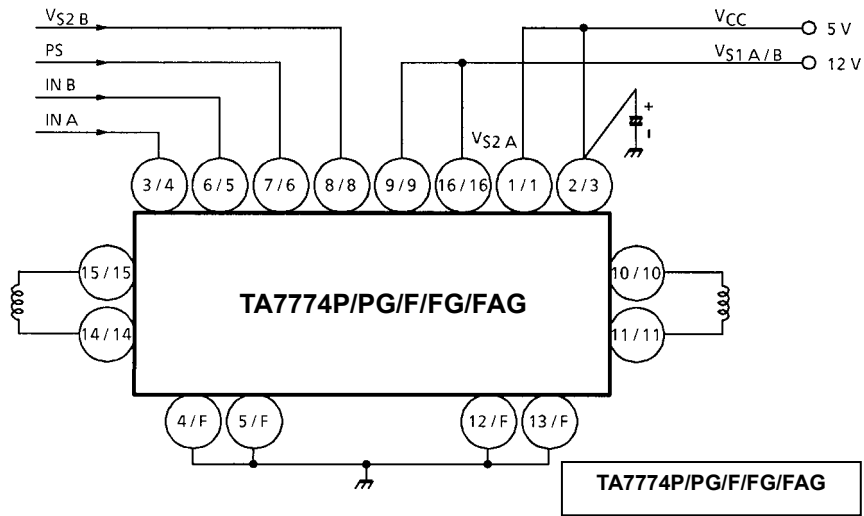 VS2 B
VCC
5 V
PS
VS1 A / B
12 V
IN B
IN A
VS2 A
+
-
3 / 4
6 / 5
7 / 6
8 / 8
9 / 9
16 / 16
1 / 1
2 / 3
15 / 15
10 / 10
TA7774P/PG/F/FG/FAG
14 / 14
11 / 11
4 / F
5 / F
12 / F
13 / F
TA7774P/PG/F/FG/FAG